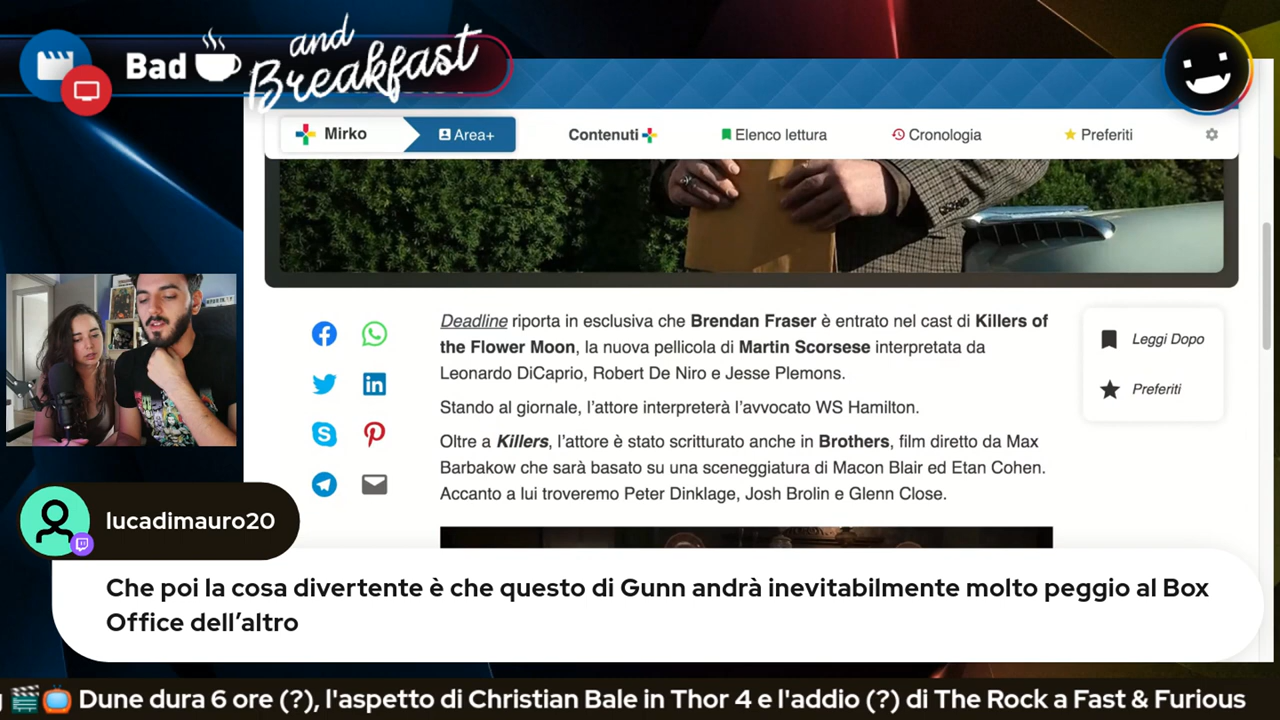 Bad and Breakfast
Mirko
Area+
Contenuti
Elenco lettura
Cronologia
Preferiti
Deadline riporta in esclusiva che Brendan Fraser è entrato nel cast di Killers of
the Flower Moon, la nuova pellicola di Martin Scorsese interpretata da
Leonardo DiCaprio, Robert De Niro e Jesse Plemons.
Stando al giornale, l'attore interpreterà l'avvocato WS Hamilton.
Oltre a Killers, l'attore è stato scritturato anche in Brothers, film diretto da Max
Barbakow che sarà basato su una sceneggiatura di Macon Blair ed Etan Cohen.
Accanto a lui troveremo Peter Dinklage, Josh Brolin e Glenn Close.
Leggi Dopo
Preferiti
lucadimauro20
Che poi la cosa divertente è che questo di Gunn andrà inevitabilmente molto peggio al Box
Office dell'altro
Dune dura 6 ore (?), l'aspetto di Christian Bale in Thor 4 e l'addio (?) di The Rock a Fast & Furious